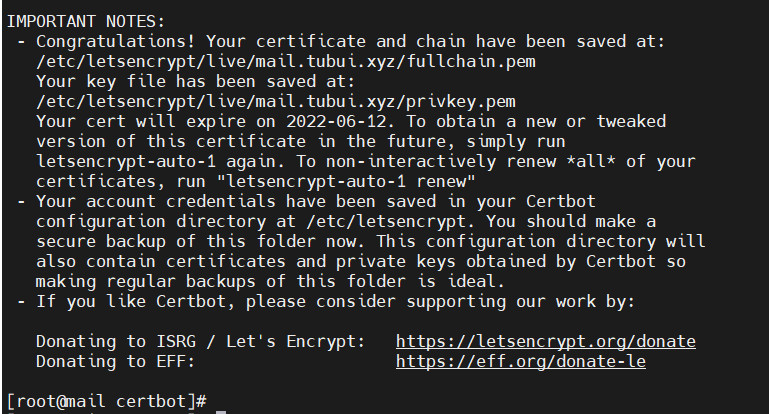 IMPORTANT NOTES:
- Congratulations! Your certificate and chain have been saved at:
/etc/letsencrypt/live/mail.tubui.xyz/fullchain.pem
Your key file has been saved at:
/etc/letsencrypt/live/mail.tubui.xyz/privkey.pem
Your cert will expire on 2022-06-12. To obtain a new or tweaked
version of this certificate in the future, simply run
letsencrypt-auto-1 again. To non-interactively renew *all* of your
certificates, run "letsencrypt-auto-1 renew"
- Your account credentials have been saved in your Certbot
configuration directory at /etc/letsencrypt. You should make a
secure backup of this folder now. This configuration directory will
also contain certificates and private keys obtained by Certbot so
making regular backups of this folder is ideal.
- If you like Certbot, please consider supporting our work by:
Donating to ISRG / Let's Encrypt: https://letsencrypt.org/donate
Donating to EFF: https://eff.org/donate-le
[root@mail certbot]#